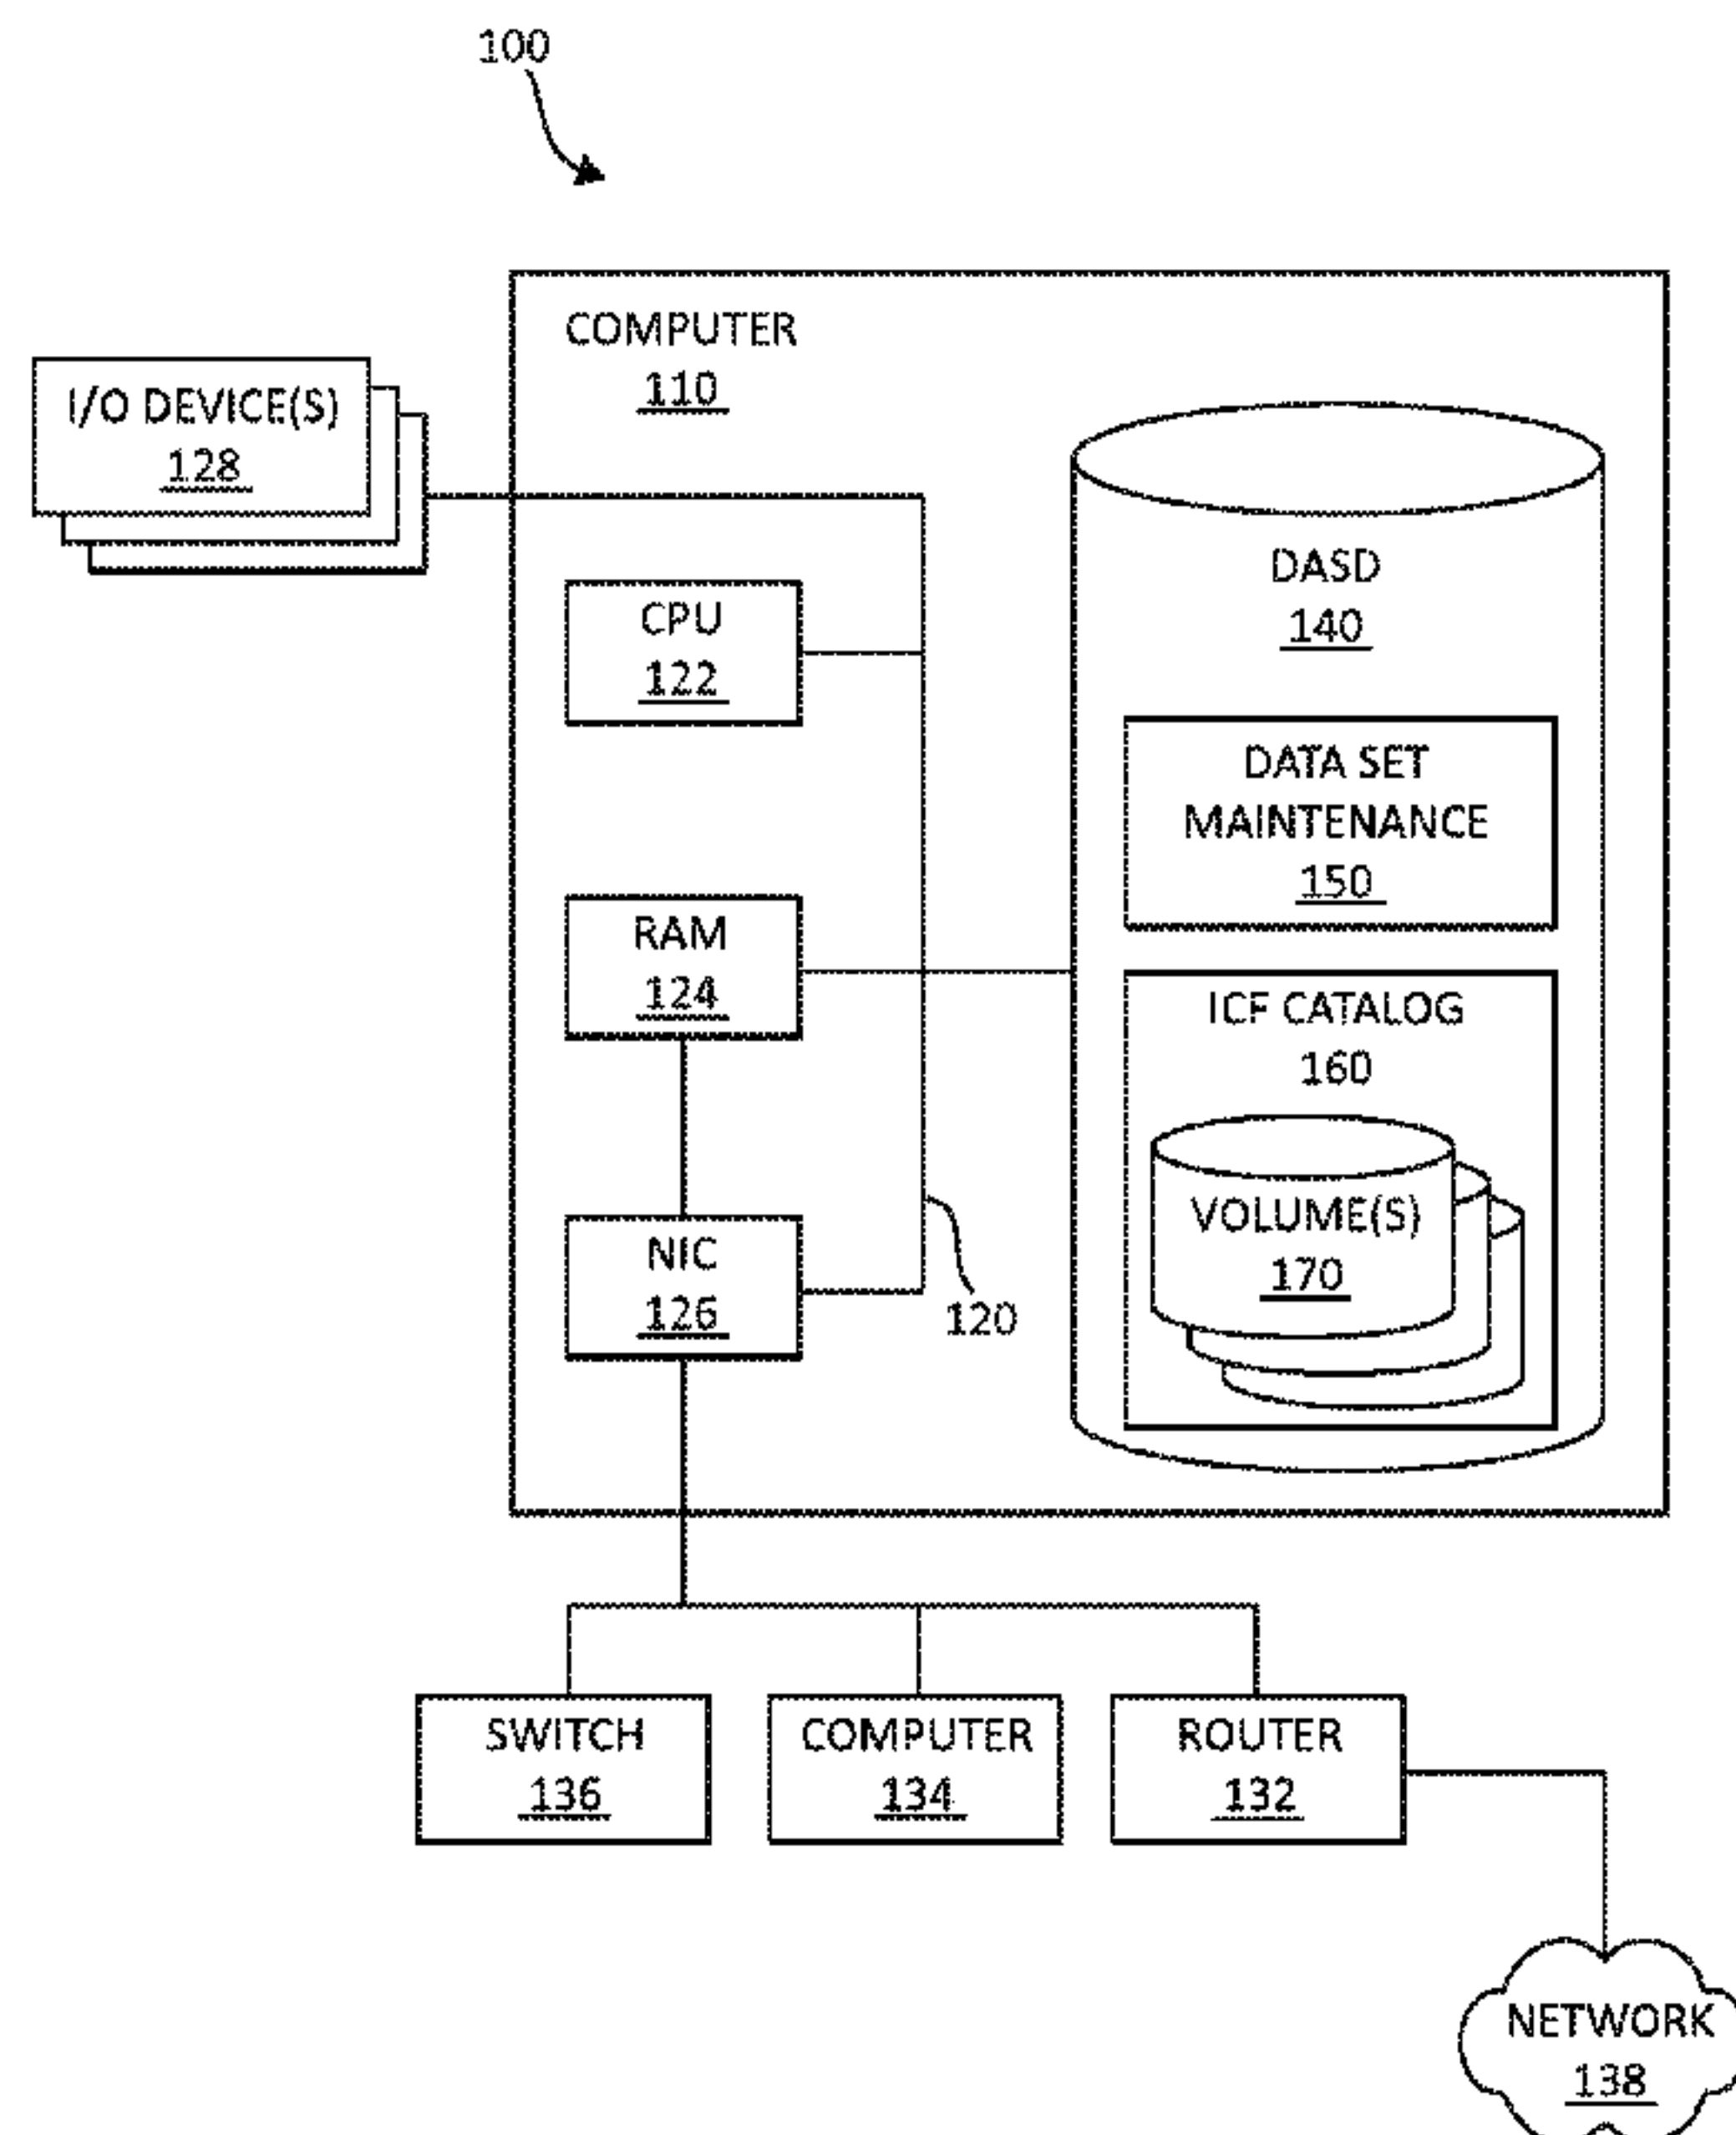 100
COMPUTER
110
I/O DEVICE(S)
128
CPU
122
RAM
124
NIC
126
120
DASD
140
DATA SET
MAINTENANCE
150
ICF CATALOG
160
VOLUME(S)
170
SWITCH
136
COMPUTER
134
ROUTER
132
NETWORK
138